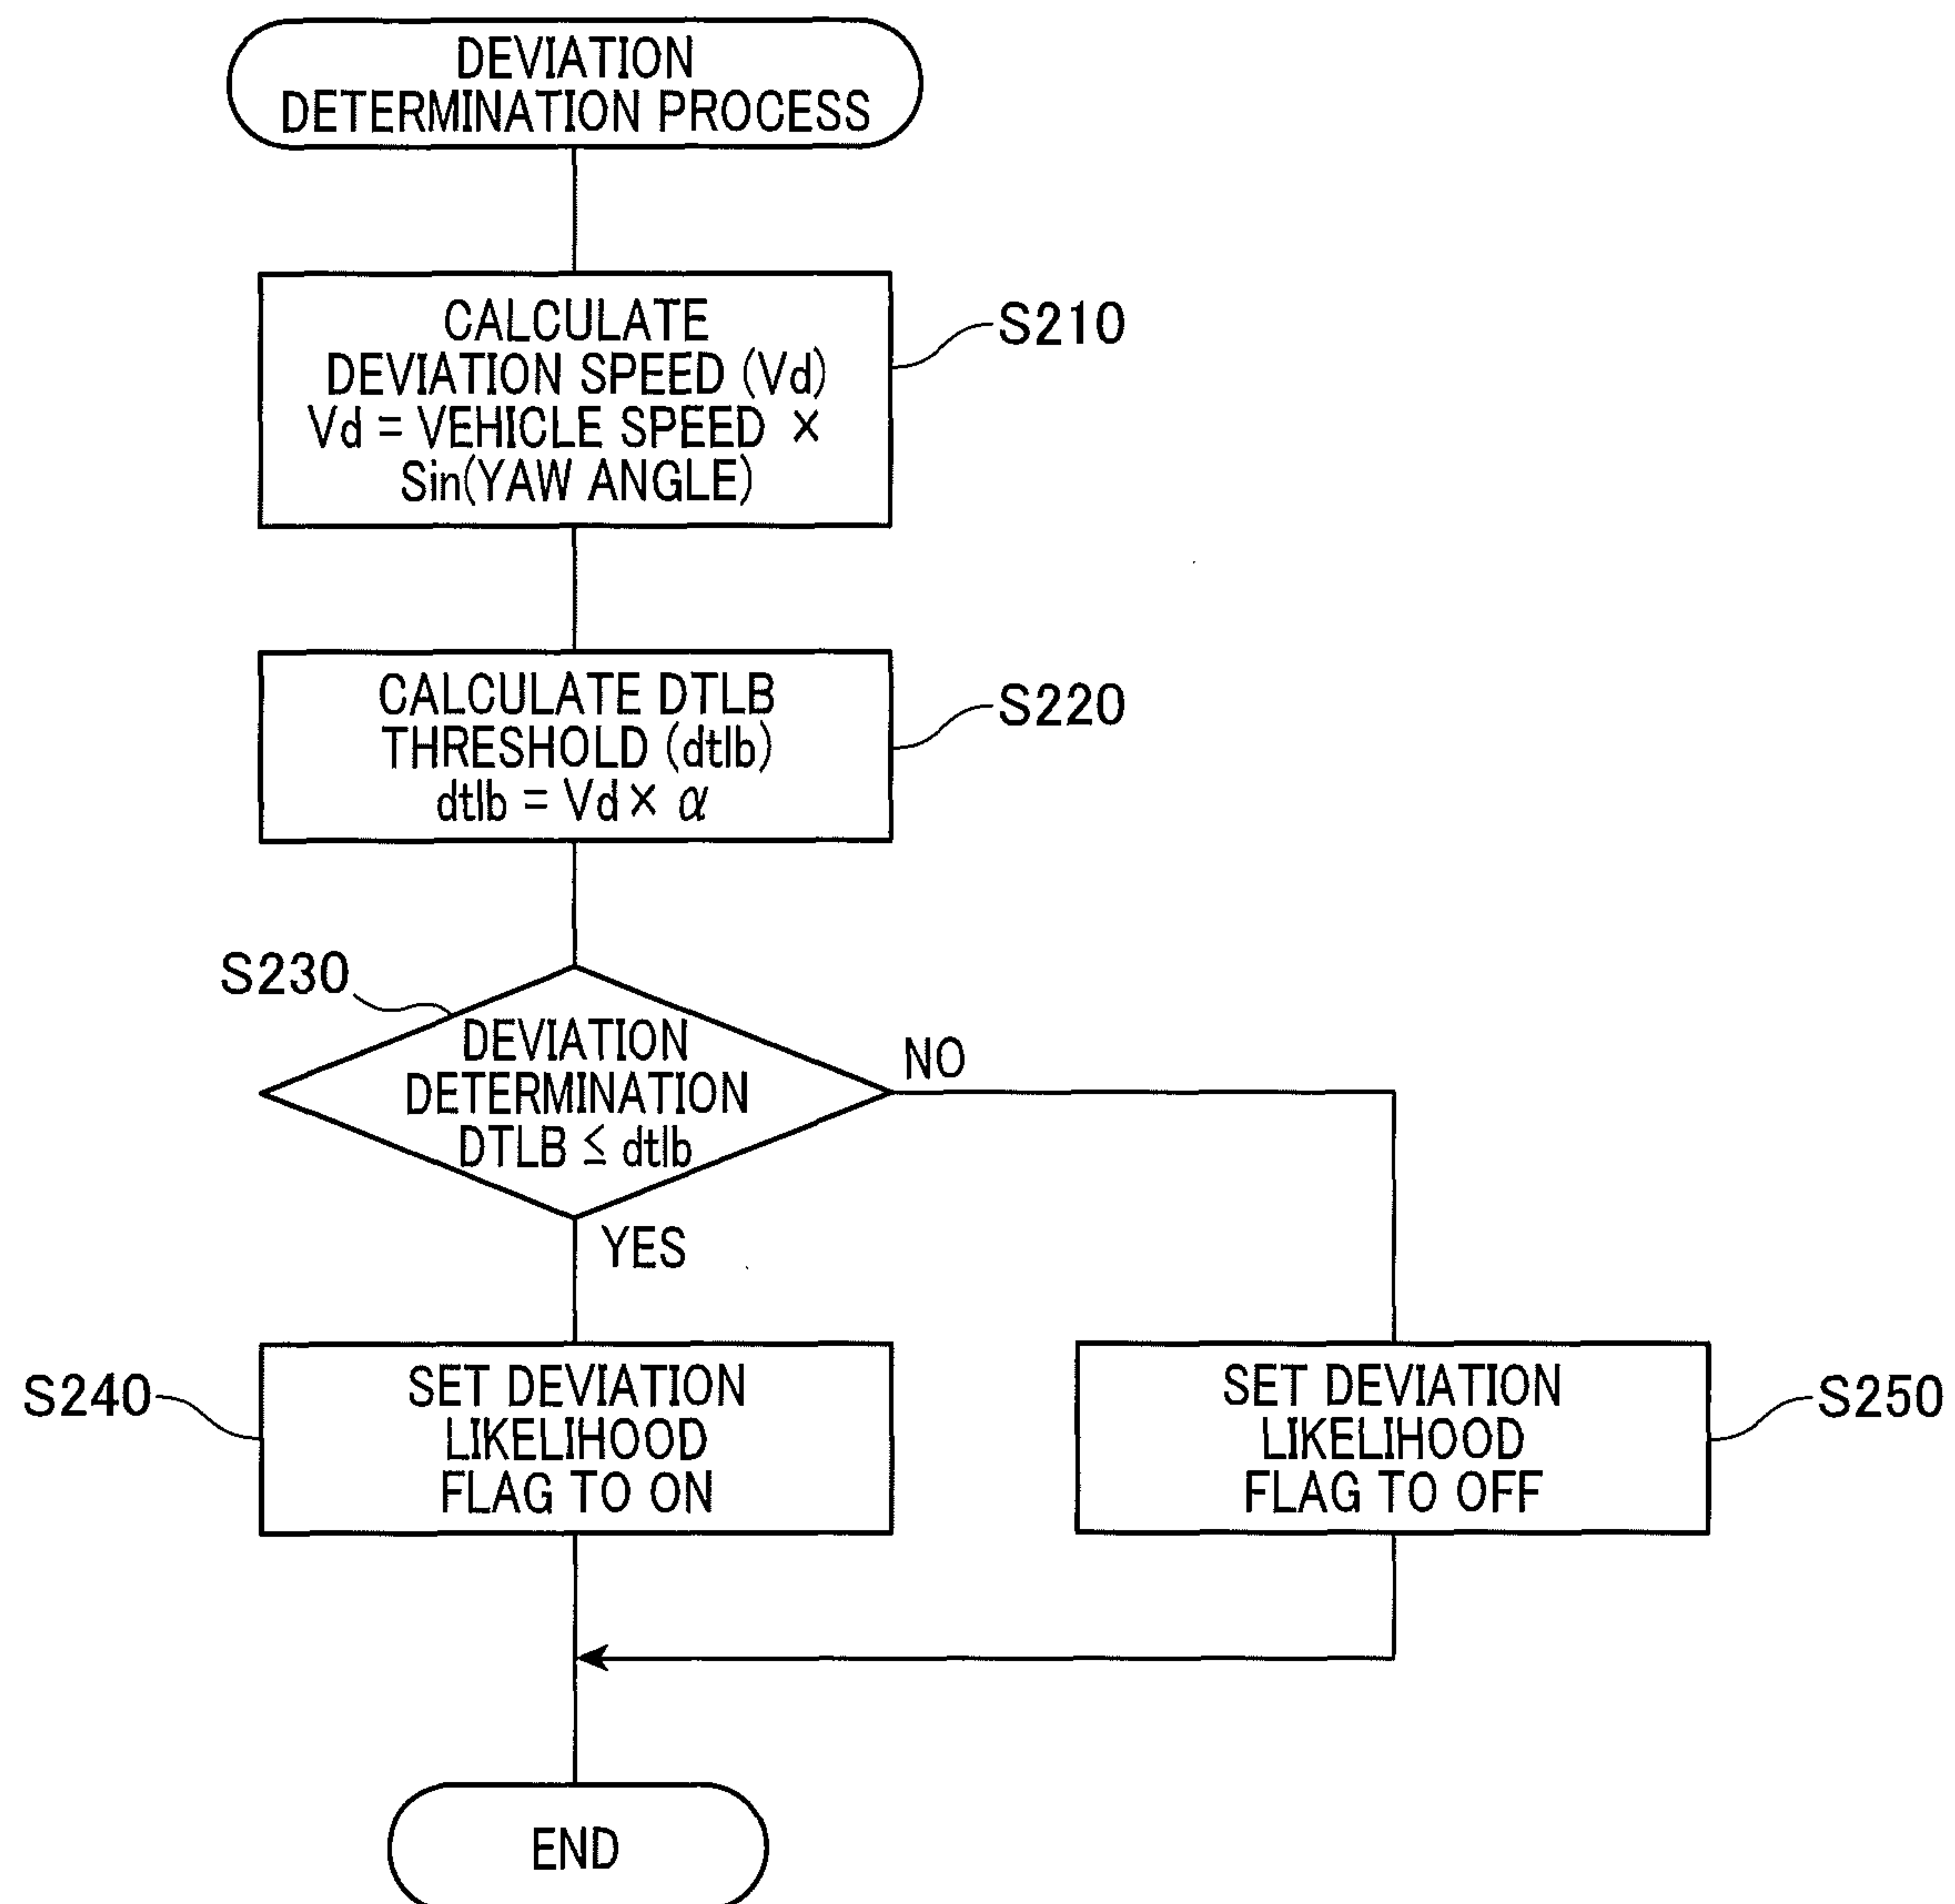 DEVIATION
DETERMINATION PROCESS
CALCULATE
DEVIATION SPEED (Vd)
Vd = VEHICLE SPEED ×
Sin(YAW ANGLE)
S210
CALCULATE DTLB
THRESHOLD (dtlb)
dtlb = Vd × α
S220
S230
DEVIATION
DETERMINATION
DTLB ≤ dtlb
NO
YES
S240
SET DEVIATION
LIKELIHOOD
FLAG TO ON
SET DEVIATION
LIKELIHOOD
FLAG TO OFF
S250
END